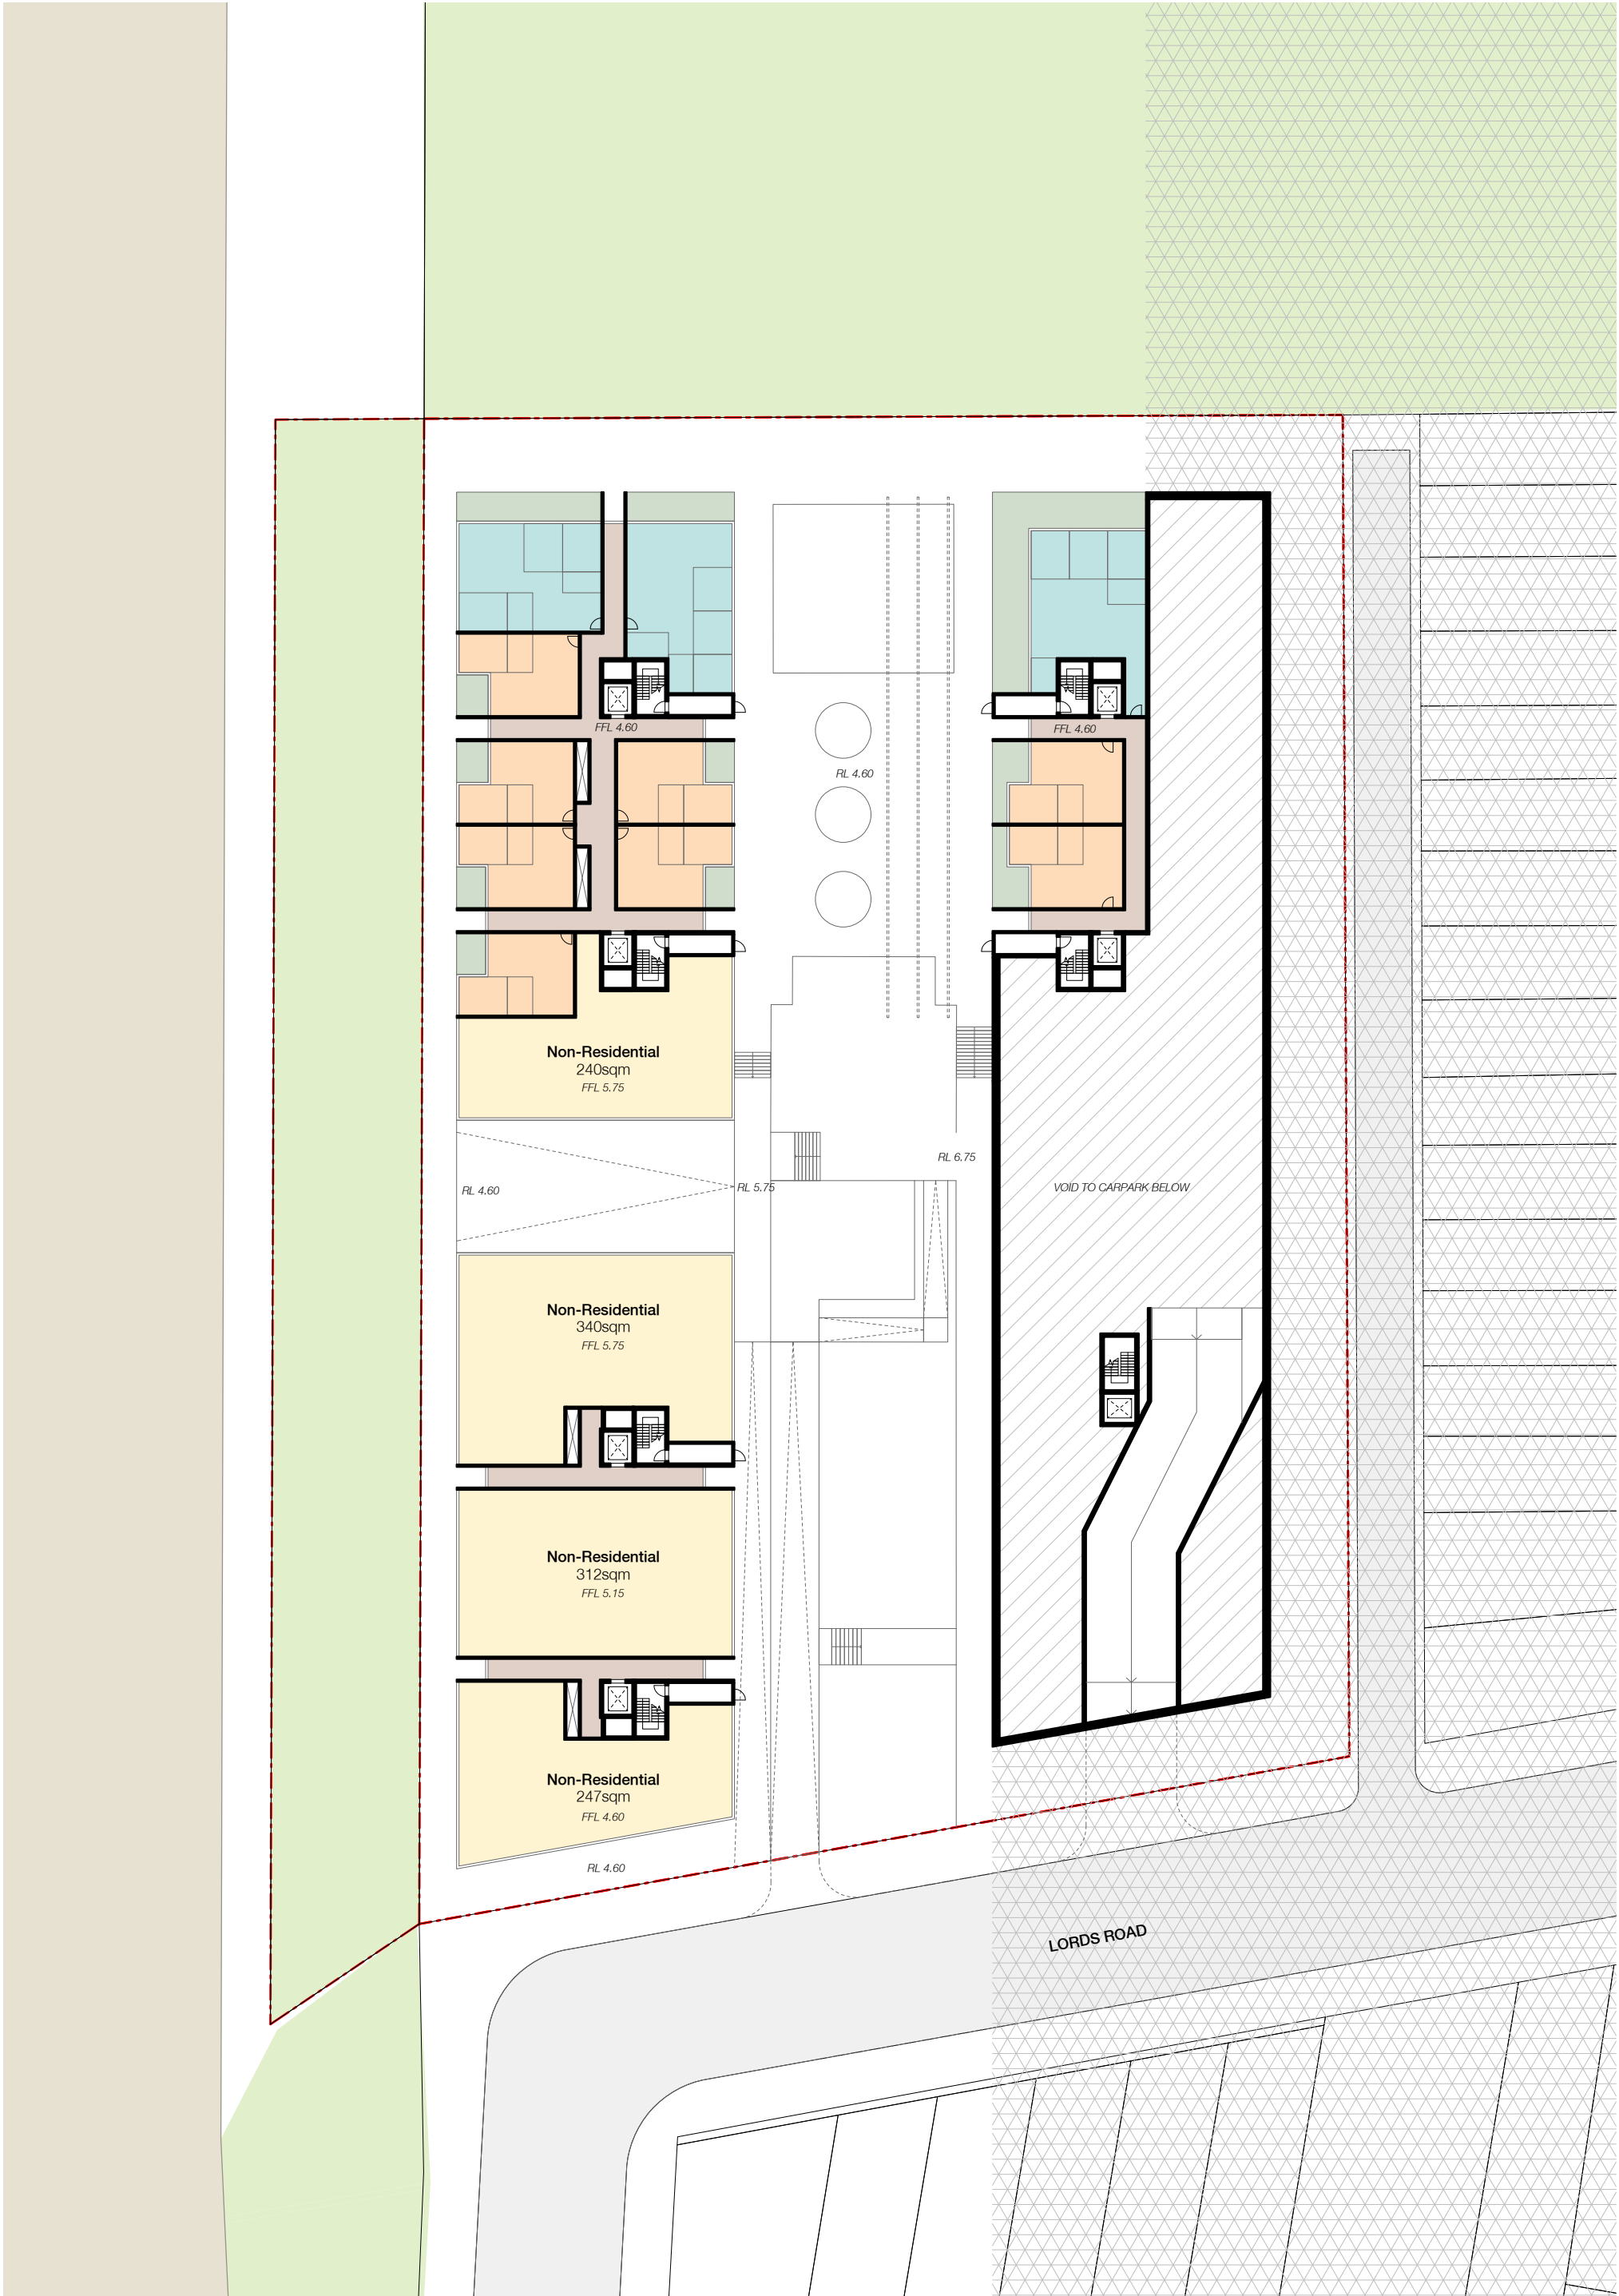 FFL 4.60
FFL 4.60
RL 4.60
Non-Residential
240sqm
FFL 5.75
RL 4.60
RL 5.75
RL 6.75
VOID TO CARPARK BELOW
Non-Residential
340sqm
FFL 5.75
Non-Residential
312sqm
FFL 5.15
Non-Residential
247sqm
FFL 4.60
RL 4.60
LORDS ROAD